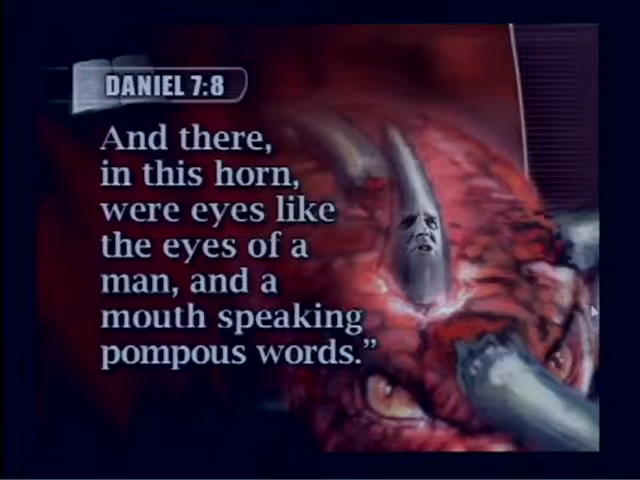 DANIEL 7:8
And there,
in this horn,
were eyes like
the eyes of a
man, and a
mouth speaking
pompous words.”